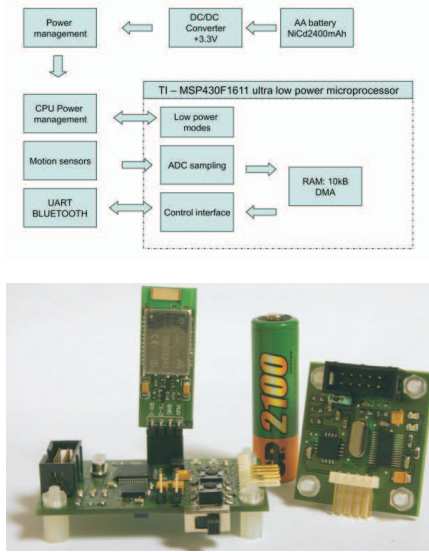 Power
management
DC/DC
Converter
+3.3V
AA battery
NiCd2400mAh
TI – MSP430F1611 ultra low power microprocessor
CPU Power
management
Low power
modes
Motion sensors
ADC sampling
RAM: 10kB
DMA
UART
BLUETOOTH
Control interface
2100